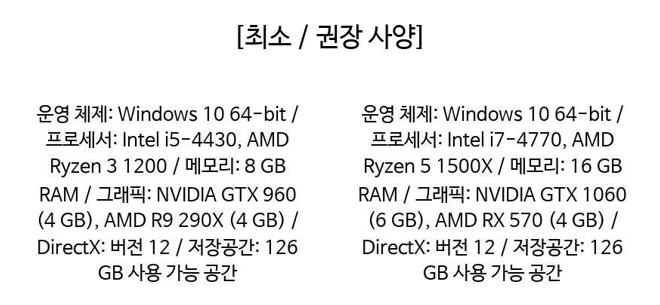 [최소 / 권장 사양]
운영 체제: Windows 10 64-bit /
프로세서: Intel i5-4430, AMD
Ryzen 3 1200 / 메모리: 8 GB
RAM / 그래픽: NVIDIA GTX 960
(4 GB), AMD R9 290X (4 GB) /
DirectX: 버전 12 / 저장공간: 126
GB 사용 가능 공간
운영 체제: Windows 10 64-bit /
프로세서: Intel i7-4770, AMD
Ryzen 5 1500X / 메모리: 16 GB
RAM / 그래픽: NVIDIA GTX 1060
(6 GB), AMD RX 570 (4 GB) /
DirectX: 버전 12 / 저장공간: 126
GB 사용 가능 공간